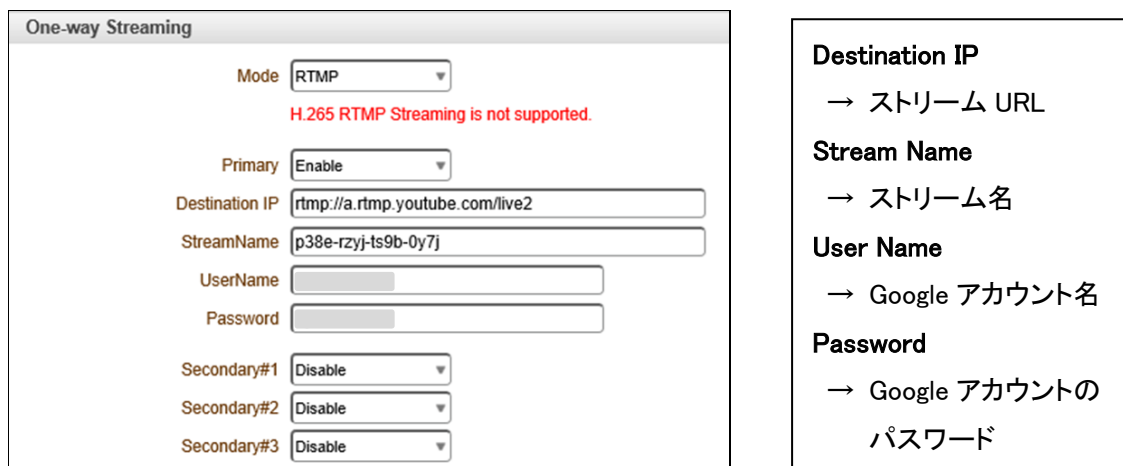 One-way Streaming
Mode RTMP
H.265 RTMP Streaming is not supported.
Primary Enable
Destination IP rtmp://a.rtmp.youtube.com/live2
StreamName p38e-rzyj-ts9b-0y7j
UserName
Password
Secondary#1 Disable
Secondary#2 Disable
Secondary#3 Disable
Destination IP
→ ストリーム URL
Stream Name
→ ストリーム名
User Name
→ Google アカウント名
Password
→ Google アカウントの
パスワード